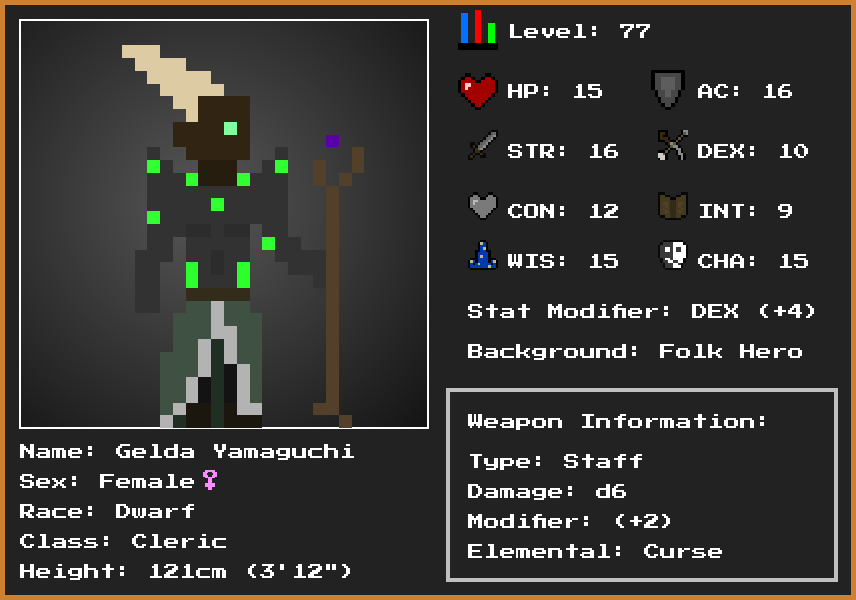 Level: 77
HP: 15
AC: 16
STR: 16
DEX: 10
CON: 12
INT: 9
WIS: 15
CHA: 15
Stat Modifier: DEX (+4)
Background: Folk Hero
Weapon Information:
Type: Staff
Damage: d6
Modifier: (+2)
Elemental: Curse
Name: Gelda Yamaguchi
Sex: Female♀
Race: Dwarf
Class: Cleric
Height: 121cm (3'12")